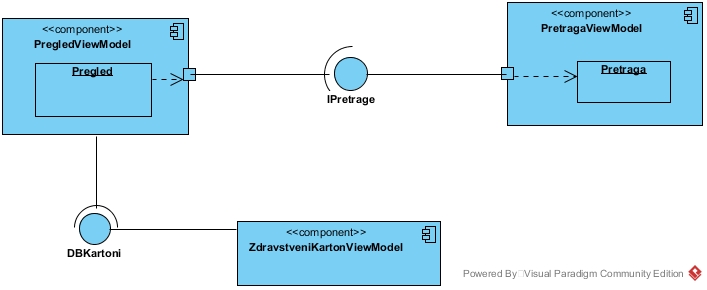 <<component>>
PregledViewModel
Pregled
IPretrage
<<component>>
PretragaViewModel
Pretraga
DBKartoni
<<component>>
ZdravstveniKartonViewModel
Powered By Visual Paradigm Community Edition